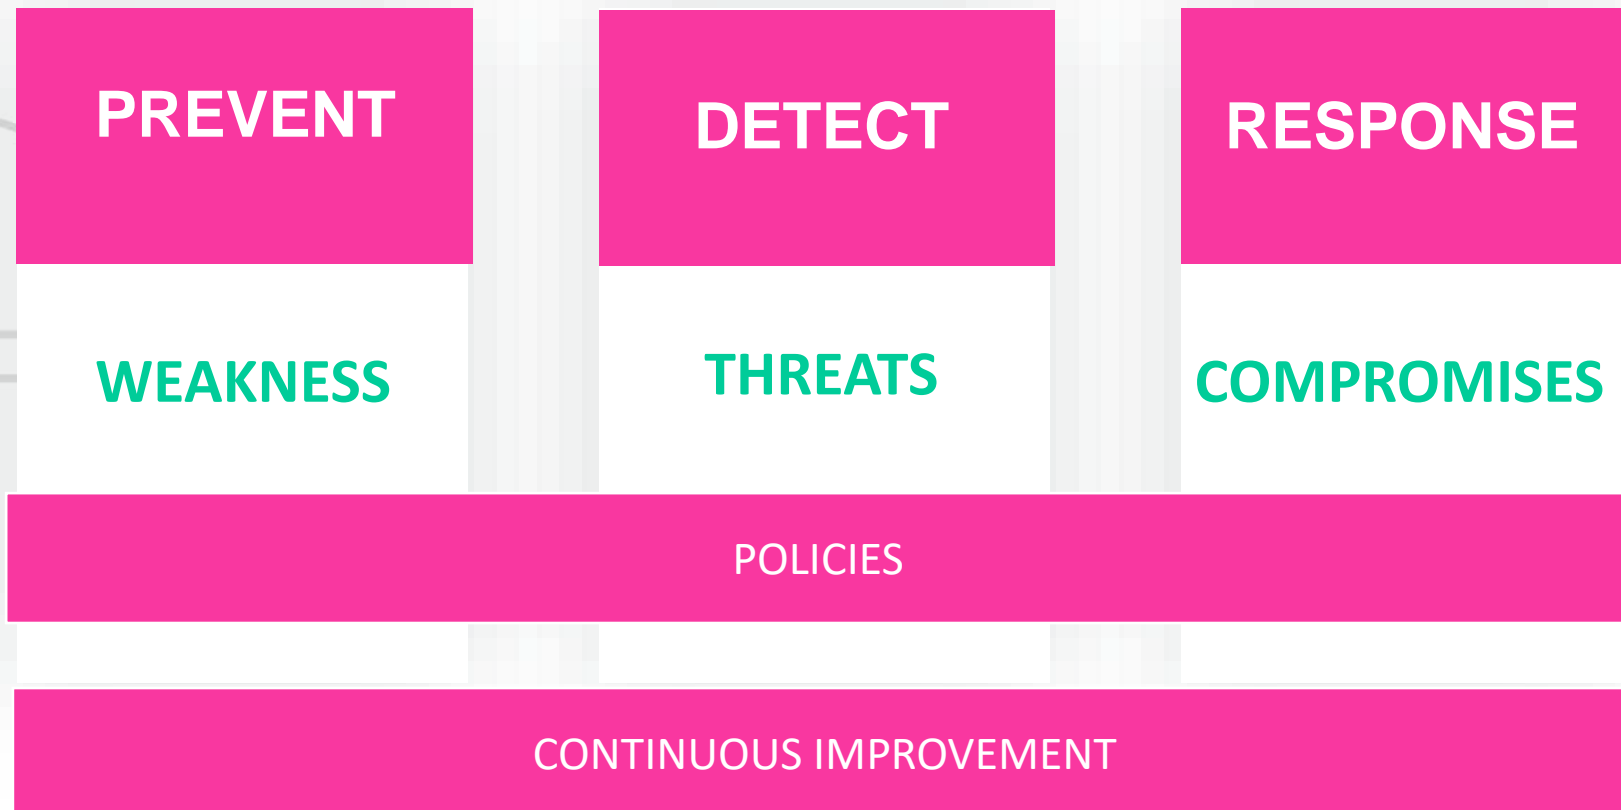 PREVENT
DETECT
RESPONSE
WEAKNESS
THREATS
COMPROMISES
POLICIES
CONTINUOUS IMPROVEMENT